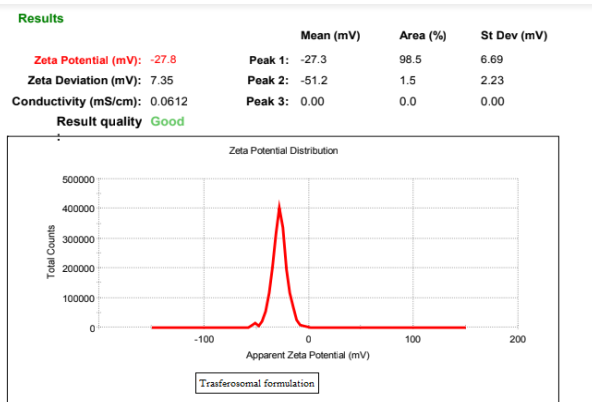 Results
Mean (mV) Area (%) St Dev (mV)
Zeta Potential (mV): -27.8 Peak 1: -27.3 98.5 6.69
Zeta Deviation (mV): 7.35 Peak 2: -51.2 1.5 2.23
Conductivity (mS/cm): 0.0612 Peak 3: 0.00 0.0 0.00
Result quality Good
:
Zeta Potential Distribution
500000
400000
300000
200000
100000
0
Total Counts
-100 0 100 200
Apparent Zeta Potential (mV)
Trasferosomal formulation